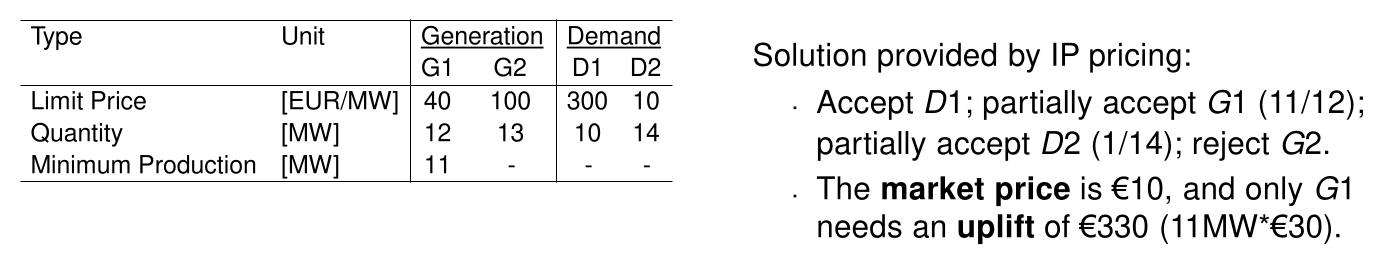 Type Unit Generation Demand
G1 G2 D1 D2
Limit Price [EUR/MW] 40 100 300 10
Quantity [MW] 12 13 10 14
Minimum Production [MW] 11 - - -
Solution provided by IP pricing:
· Accept D1; partially accept G1 (11/12);
partially accept D2 (1/14); reject G2.
· The market price is €10, and only G1
needs an uplift of €330 (11MW*€30).